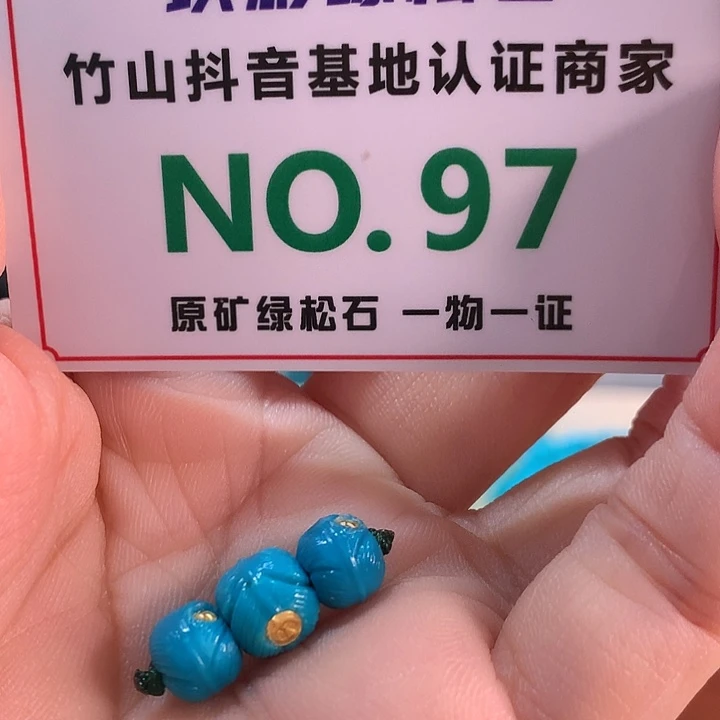 竹山抖音基地认证商家
NO. 97
原矿绿松石 一物一证